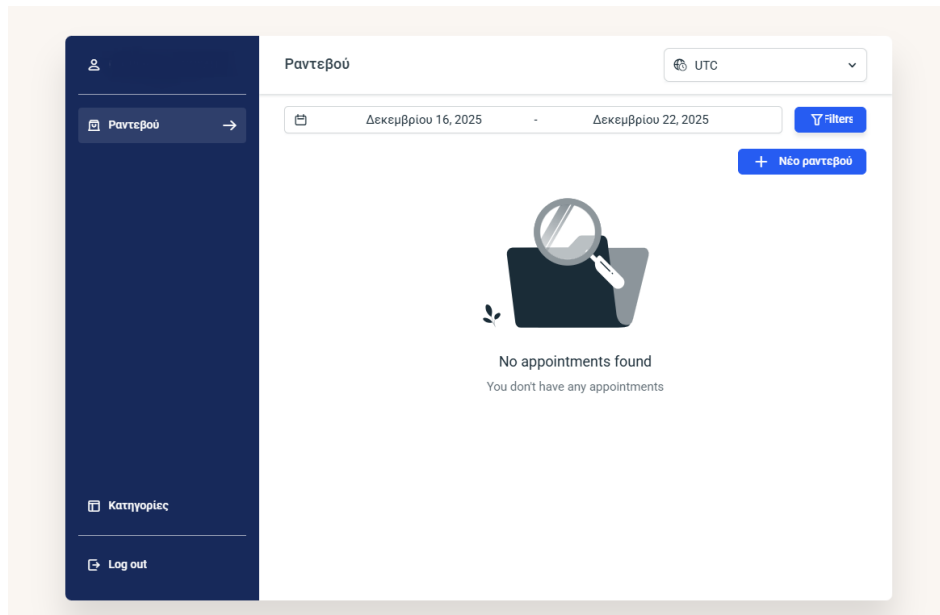 Ραντεβού
UTC
Ραντεβού
Δεκεμβρίου 16, 2025 - Δεκεμβρίου 22, 2025
Filters
Νέο ραντεβού
No appointments found
You don't have any appointments
Κατηγορίες
Log out